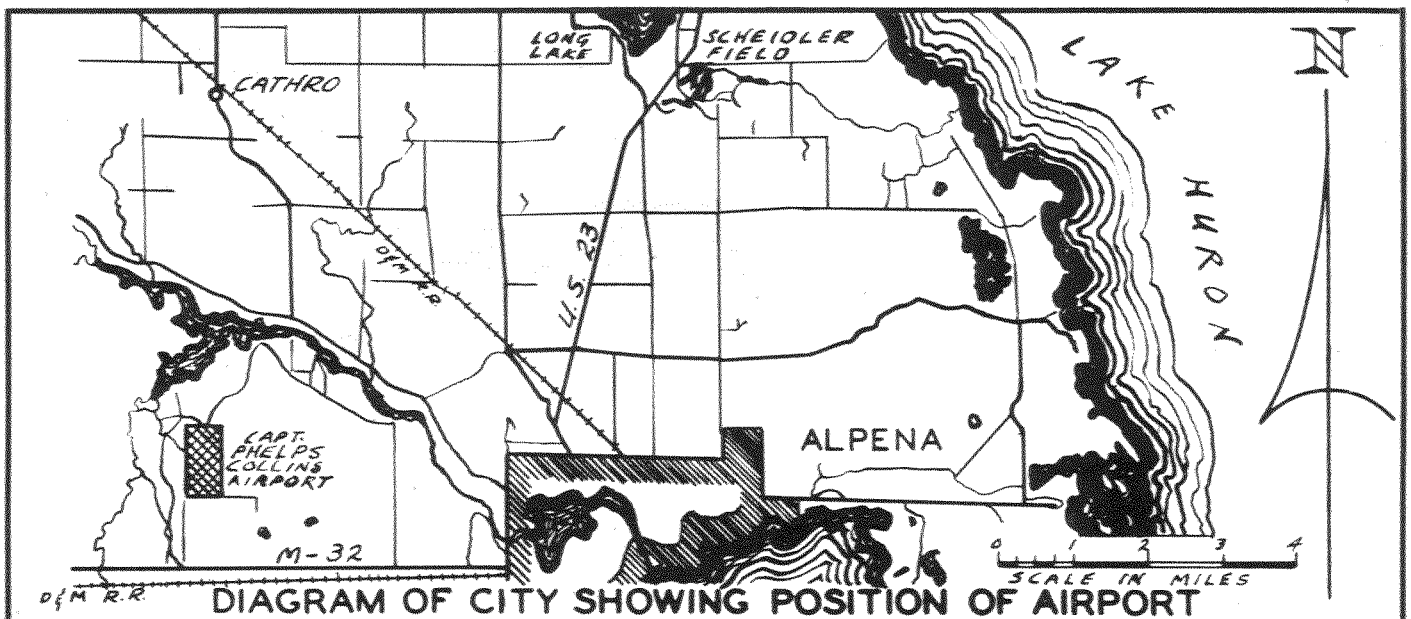 LONG
LAKE
SCHEIDLER
FIELD
LAKE
HURON
N
CATHRO
D&M R.R.
U.S. 23
CAPT.
PHELPS
COLLINS
AIRPORT
ALPENA
M-32
0 1 2 3 4
SCALE IN MILES
D&M R.R.
DIAGRAM OF CITY SHOWING POSITION OF AIRPORT